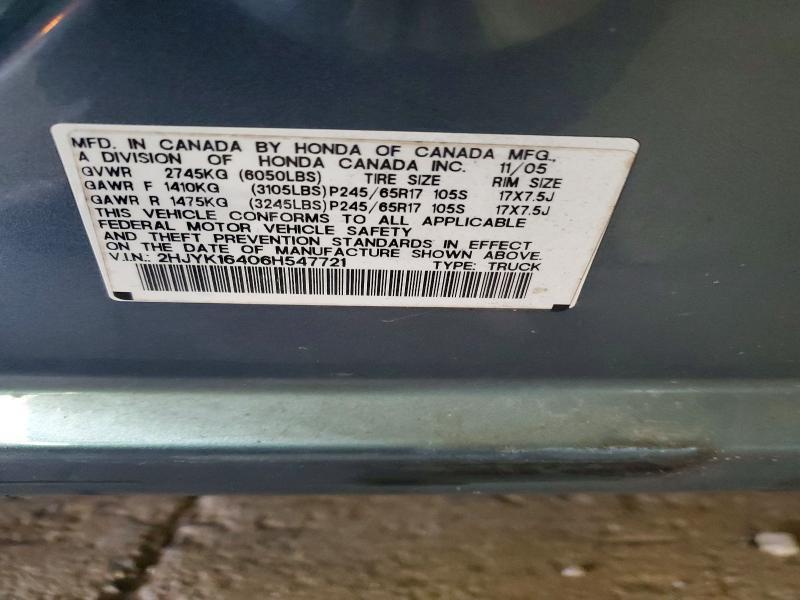 MFD. IN CANADA BY HONDA OF CANADA MFG.,
A DIVISION OF HONDA CANADA INC. 11/05
GVWR 2745KG (6050LBS) TIRE SIZE RIM SIZE
GAWR F 1410KG (3105LBS) P245/65R17 105S 17X7.5J
GAWR R 1475KG (3245LBS) P245/65R17 105S 17X7.5J
THIS VEHICLE CONFORMS TO ALL APPLICABLE
FEDERAL MOTOR VEHICLE SAFETY
AND THEFT PREVENTION STANDARDS IN EFFECT
ON THE DATE OF MANUFACTURE SHOWN ABOVE.
V.I.N.: 2HJYK16406H547721 TYPE: TRUCK